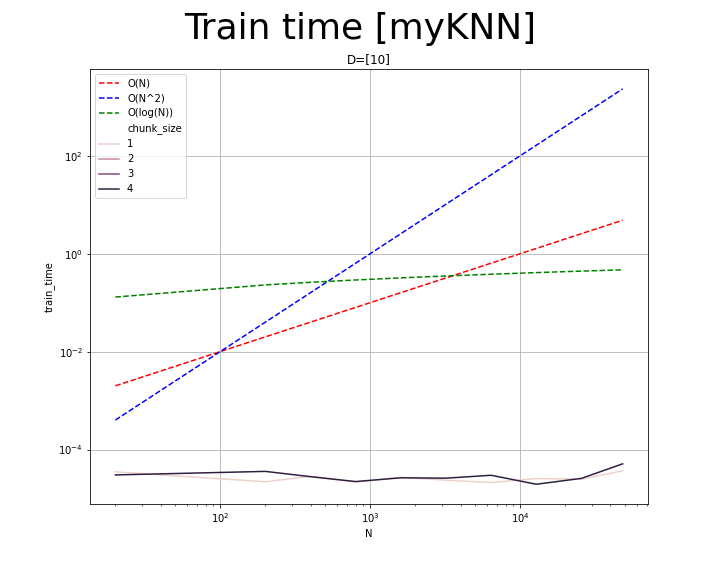 Train time [myKNN]
D=[10]
O(N)
O(N^2)
O(log(N))
chunk_size
1
2
3
4
10^2
10^0
10^−2
10^−4
train_time
10^2
10^3
10^4
N